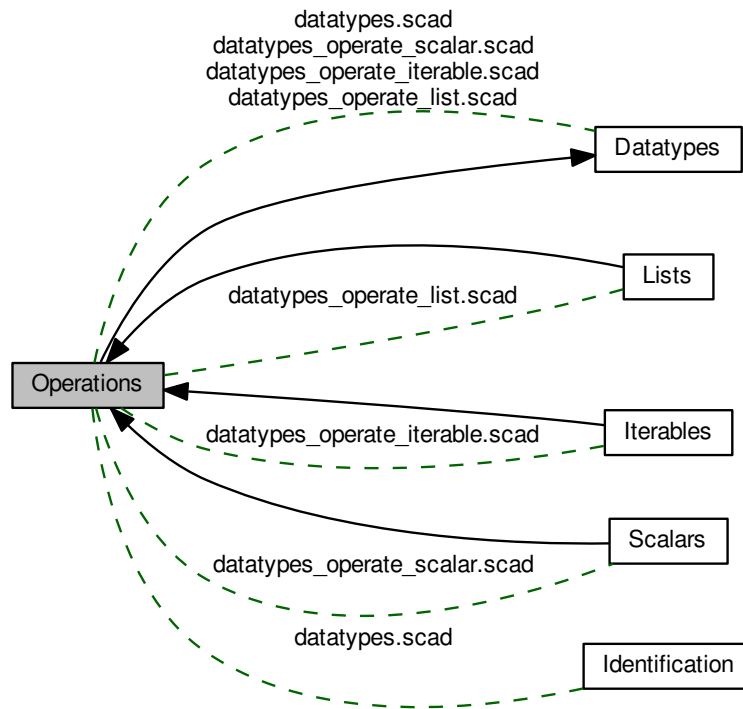 datatypes.scad
datatypes_operate_scalar.scad
datatypes_operate_iterable.scad
datatypes_operate_list.scad
Datatypes
Lists
datatypes_operate_list.scad
Operations
Iterables
datatypes_operate_iterable.scad
Scalars
datatypes_operate_scalar.scad
datatypes.scad
Identification